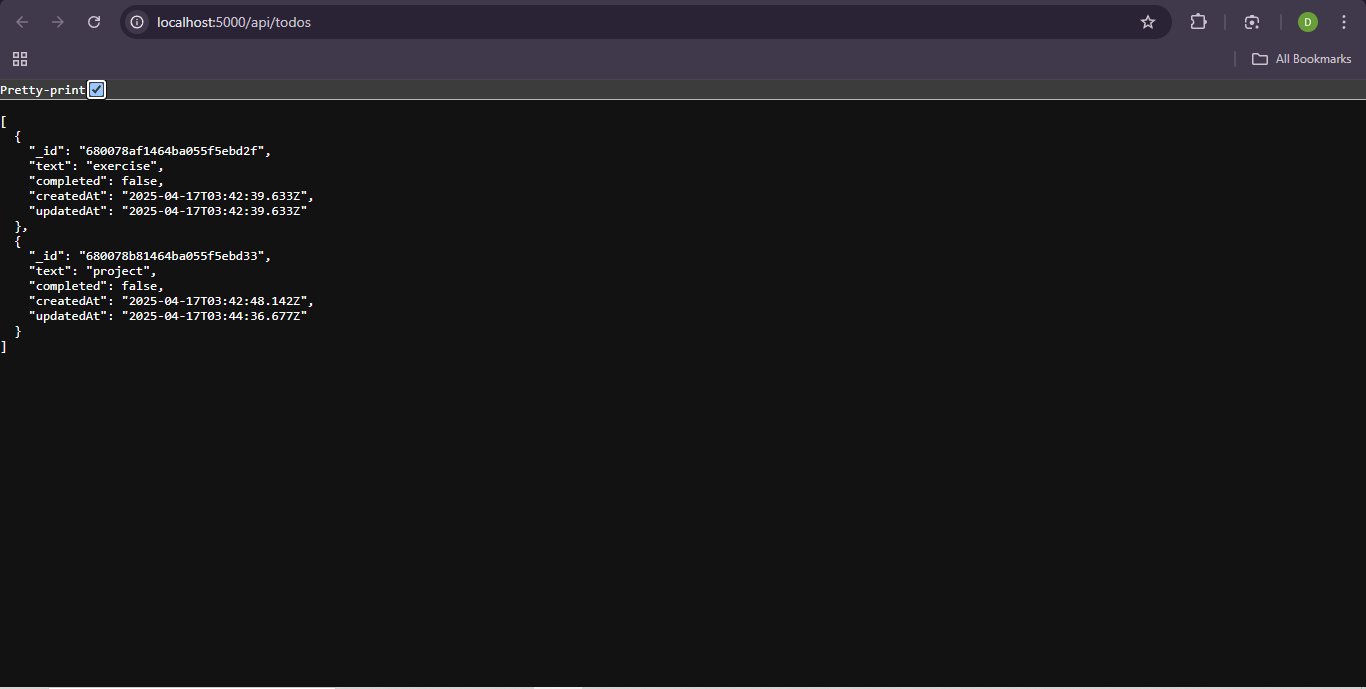 localhost:5000/api/todos
D
All Bookmarks
Pretty-print
[
  {
    "_id": "680078af1464ba055f5ebd2f",
    "text": "exercise",
    "completed": false,
    "createdAt": "2025-04-17T03:42:39.633Z",
    "updatedAt": "2025-04-17T03:42:39.633Z"
  },
  {
    "_id": "680078b81464ba055f5ebd33",
    "text": "project",
    "completed": false,
    "createdAt": "2025-04-17T03:42:48.142Z",
    "updatedAt": "2025-04-17T03:44:36.677Z"
  }
]